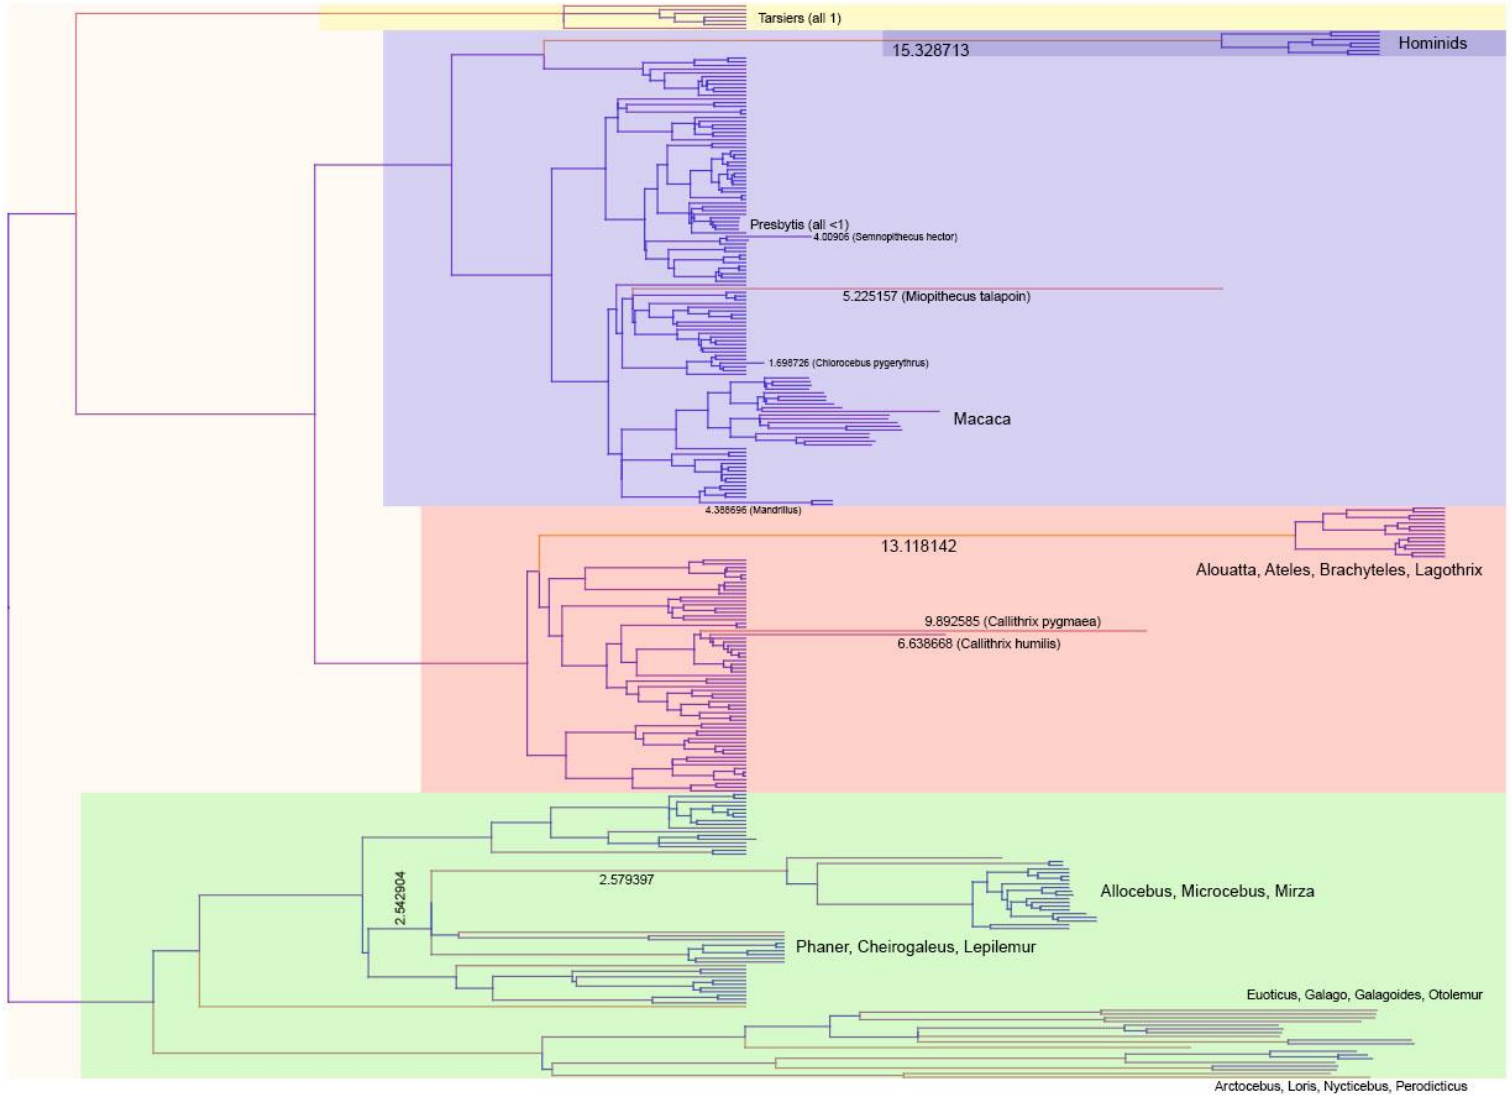 Tarsiers (all 1)
Hominids
15.328713
Presbytis (all <1)
4.00906 (Semnopithecus hector)
5.225157 (Miopithecus talapoin)
1.698726 (Chlorocebus pygerythrus)
Macaca
4.388696 (Mandrillus)
13.118142
Alouatta, Ateles, Brachyteles, Lagothrix
9.892585 (Callithrix pygmaea)
6.638668 (Callithrix humilis)
2.542904
2.579397
Allocebus, Microcebus, Mirza
Phaner, Cheirogaleus, Lepilemur
Euoticus, Galago, Galagoides, Otolemur
Arctocebus, Loris, Nycticebus, Perodicticus